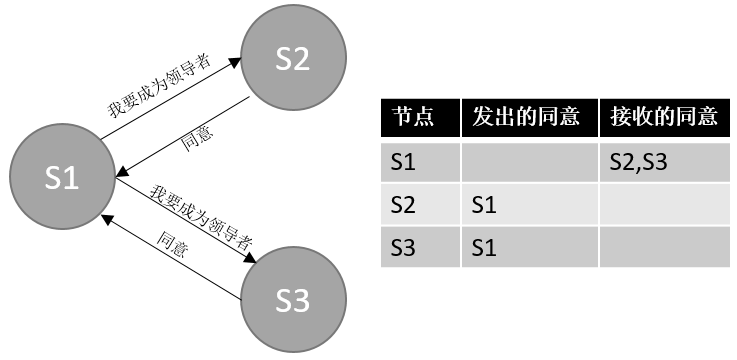 S2
我要成为领导者
同意
S1
我要成为领导者
同意
S3
节点 发出的同意 接收的同意
S1 S2,S3
S2 S1
S3 S1